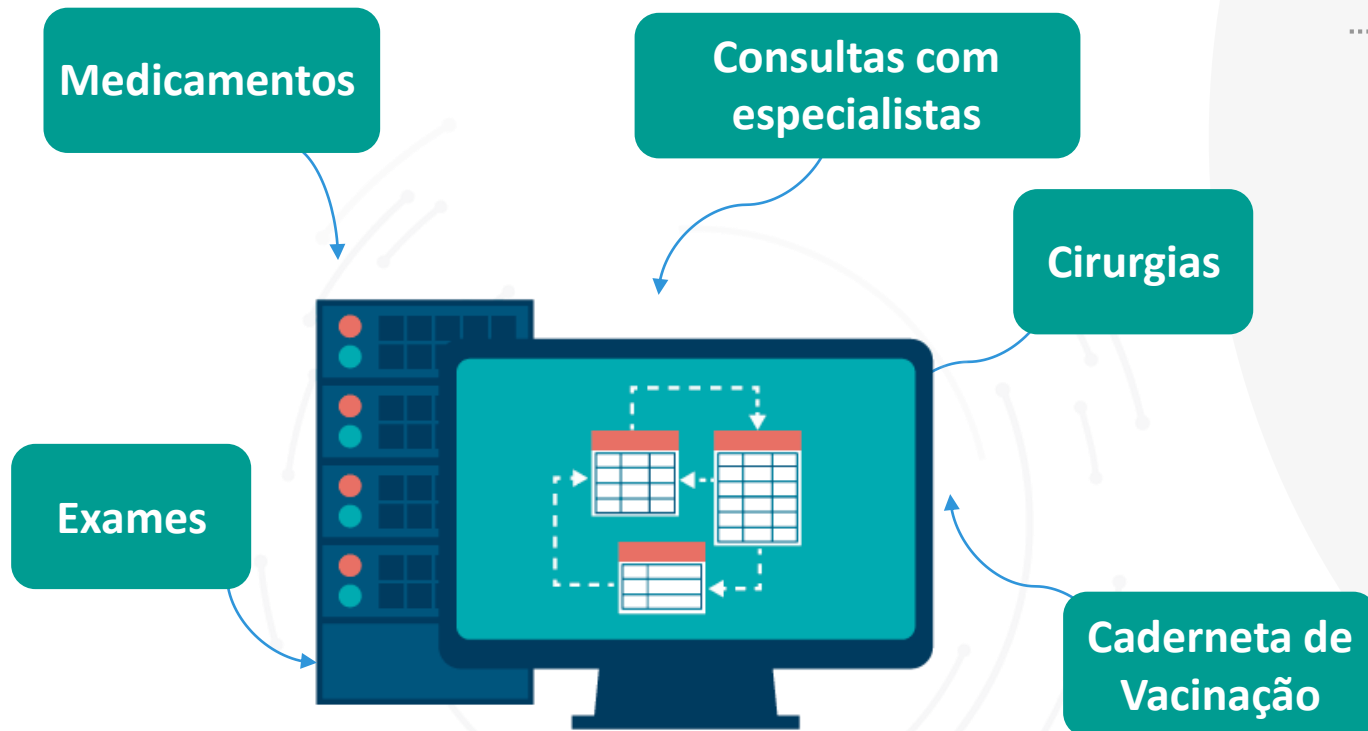 Medicamentos
Consultas com
especialistas
Cirurgias
Exames
Caderneta de
Vacinação